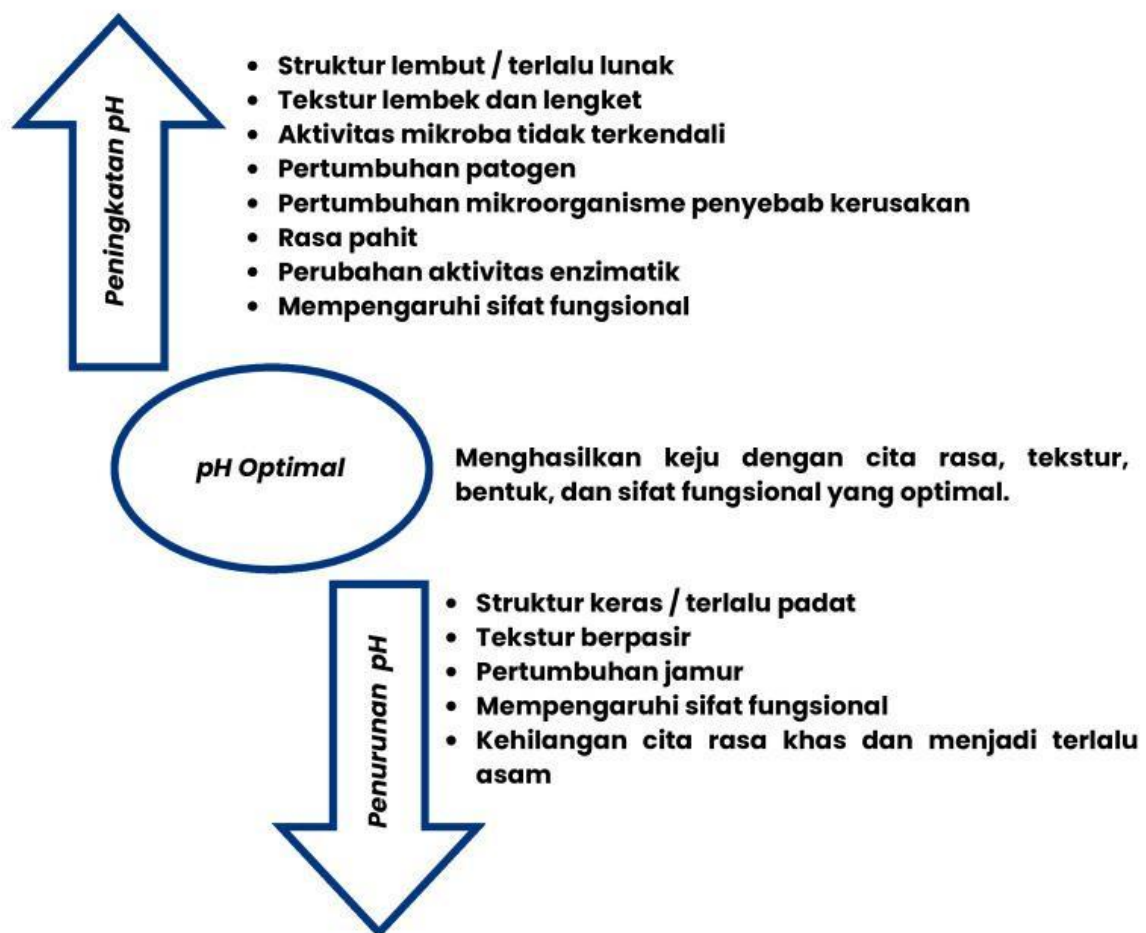 Peningkatan pH
• Struktur lembut / terlalu lunak
• Tekstur lembek dan lengket
• Aktivitas mikroba tidak terkendali
• Pertumbuhan patogen
• Pertumbuhan mikroorganisme penyebab kerusakan
• Rasa pahit
• Perubahan aktivitas enzimatik
• Mempengaruhi sifat fungsional
pH Optimal
Menghasilkan keju dengan cita rasa, tekstur,
bentuk, dan sifat fungsional yang optimal.
Penurunan pH
• Struktur keras / terlalu padat
• Tekstur berpasir
• Pertumbuhan jamur
• Mempengaruhi sifat fungsional
• Kehilangan cita rasa khas dan menjadi terlalu
asam